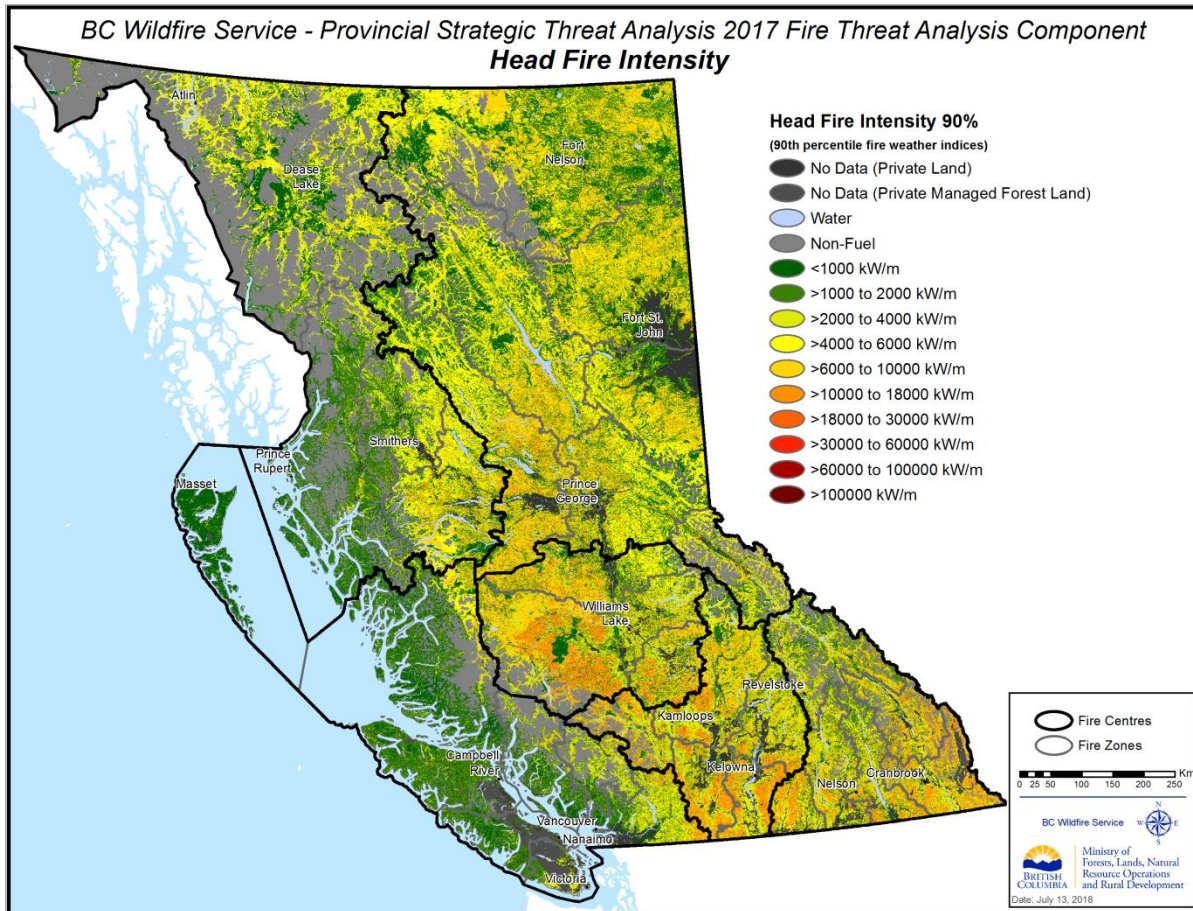 BC Wildfire Service - Provincial Strategic Threat Analysis 2017 Fire Threat Analysis Component
Head Fire Intensity
Head Fire Intensity 90%
(90th percentile fire weather indices)
No Data (Private Land)
No Data (Private Managed Forest Land)
Water
Non-Fuel
<1000 kW/m
>1000 to 2000 kW/m
>2000 to 4000 kW/m
>4000 to 6000 kW/m
>6000 to 10000 kW/m
>10000 to 18000 kW/m
>18000 to 30000 kW/m
>30000 to 60000 kW/m
>60000 to 100000 kW/m
>100000 kW/m
Atlin
Dease
Lake
Fort
Nelson
Fort St.
John
Smithers
Prince
Rupert
Masset
Prince
George
Williams
Lake
Revelstoke
Kamloops
Kelowna
Nelson
Cranbrook
Campbell
River
Vancouver
Nanaimo
Victoria
Fire Centres
Fire Zones
0 25 50 100 150 200 250
Km
BC Wildfire Service
N
W E
S
BRITISH
COLUMBIA
Ministry of
Forests, Lands, Natural
Resource Operations
and Rural Development
Date: July 13, 2018